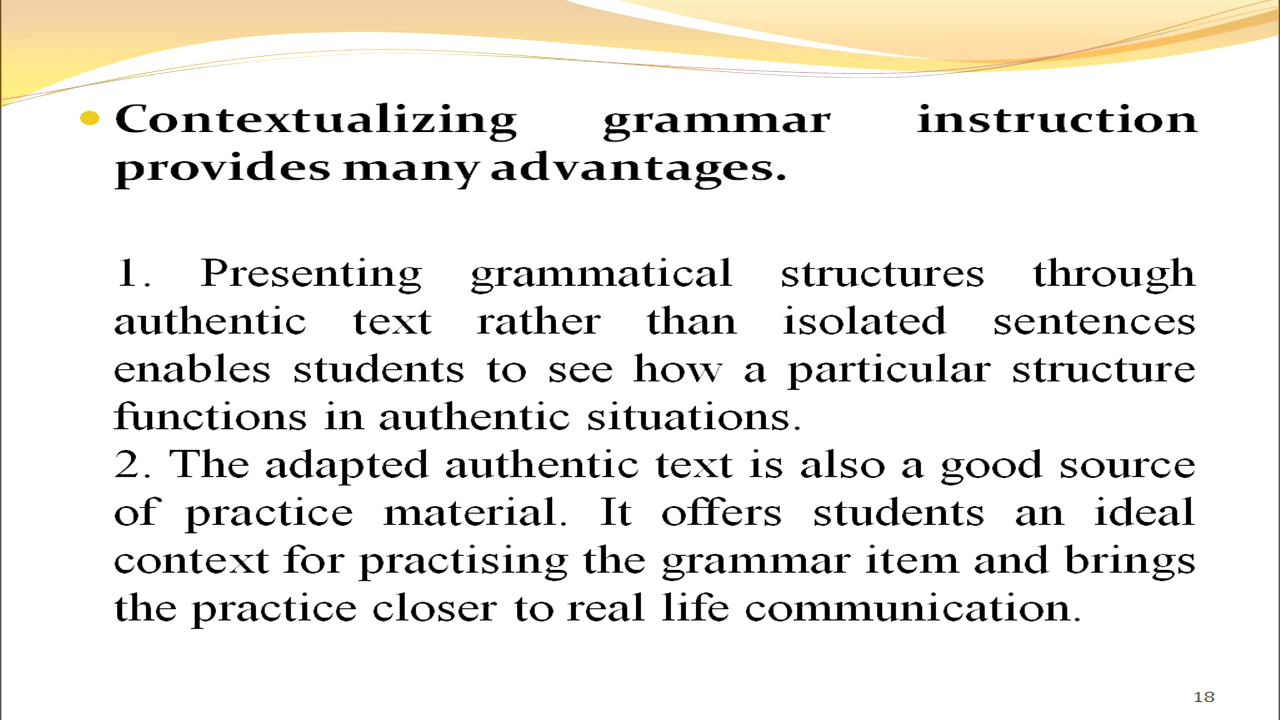 Contextualizing grammar instruction
provides many advantages.
1. Presenting grammatical structures through
authentic text rather than isolated sentences
enables students to see how a particular structure
functions in authentic situations.
2. The adapted authentic text is also a good source
of practice material. It offers students an ideal
context for practising the grammar item and brings
the practice closer to real life communication.
18